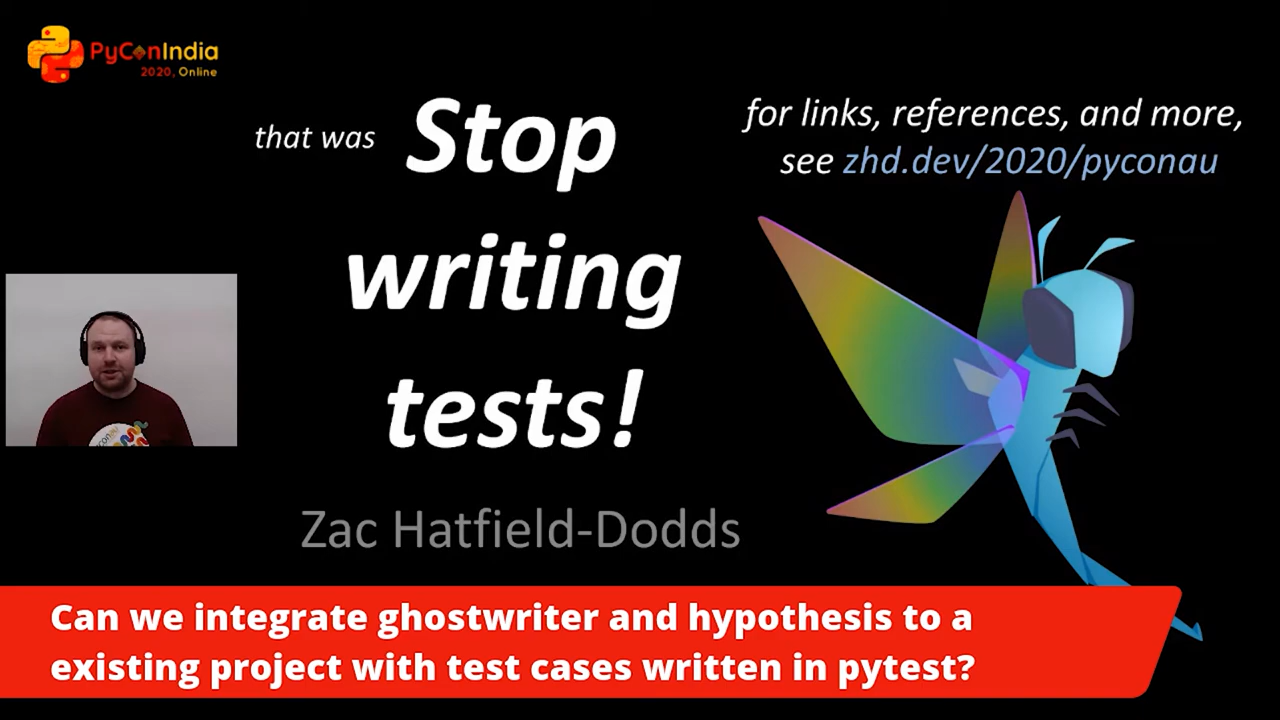 PyConIndia
2020, Online
that was
Stop
writing
tests!
for links, references, and more,
see zhd.dev/2020/pyconau
Zac Hatfield-Dodds
Can we integrate ghostwriter and hypothesis to a
existing project with test cases written in pytest?